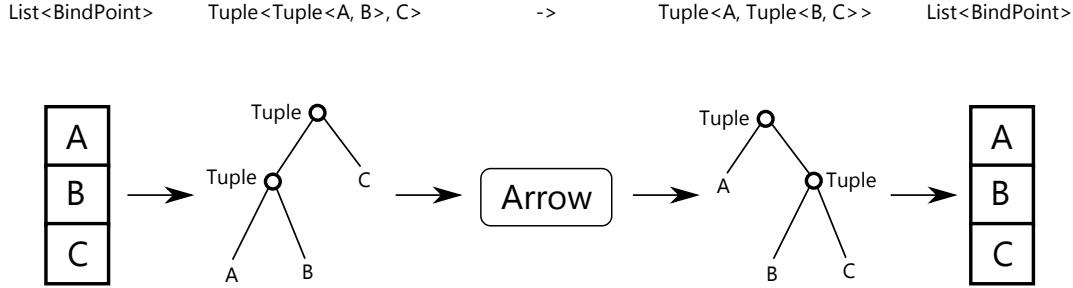 List<BindPoint> Tuple<Tuple<A, B>, C> -> Tuple<A, Tuple<B, C>> List<BindPoint>
Tuple
Tuple
A
A
Tuple
C
Tuple
A
B
Arrow
B
C
C
A
B
B
C